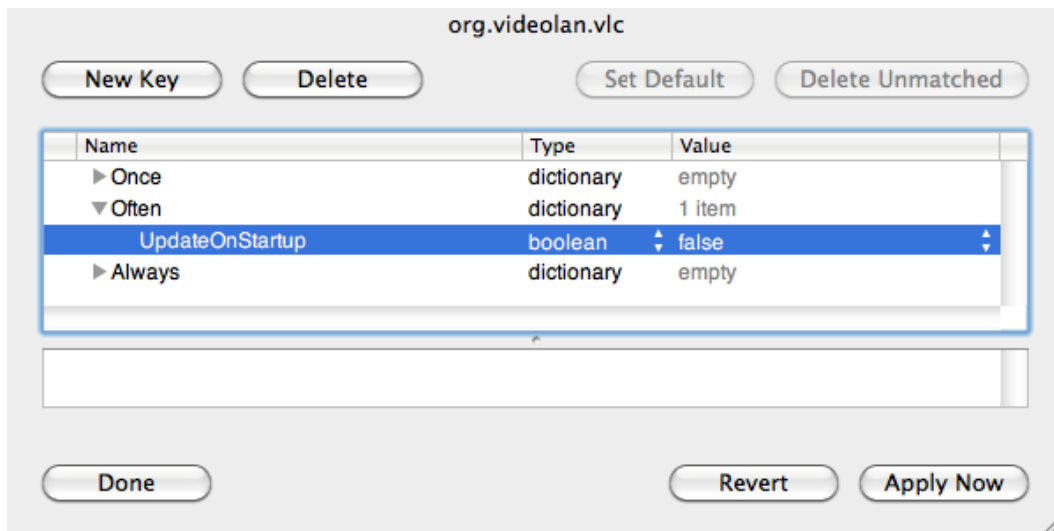 org.videolan.vlc
New Key Delete Set Default Delete Unmatched
Name Type Value
Once dictionary empty
Often dictionary 1 item
UpdateOnStartup boolean false
Always dictionary empty
Done Revert Apply Now